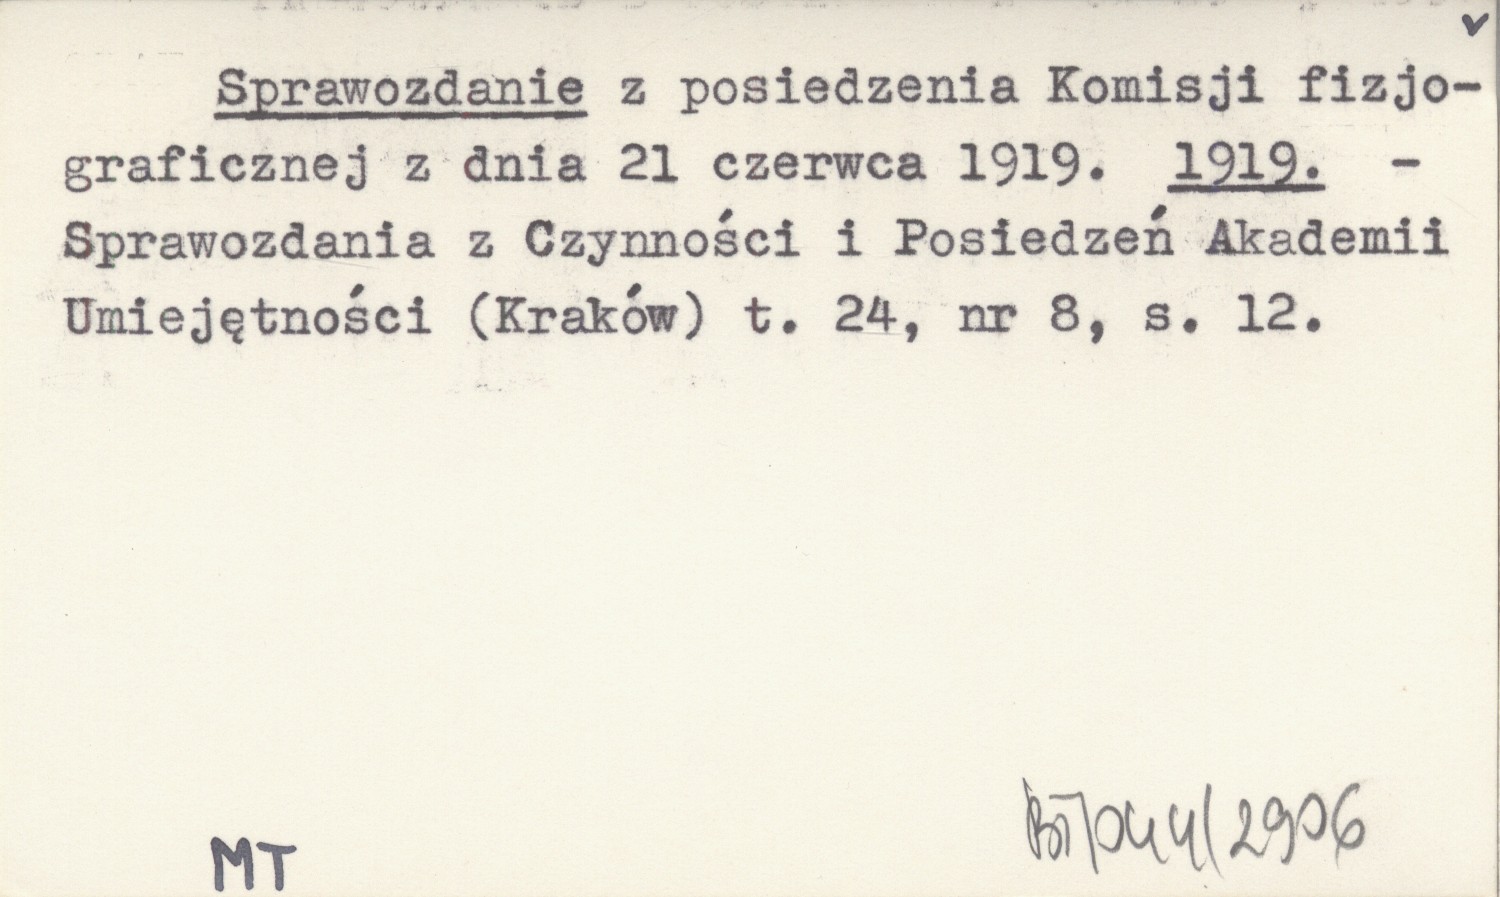 Sprawozdanie z posiedzenia Komisji fizjo-
graficznej z dnia 21 czerwca 1919. 1919. -
Sprawozdania z Czynności i Posiedzeń Akademii
Umiejętności (Kraków) t. 24, nr 8, s. 12.
2906
MT